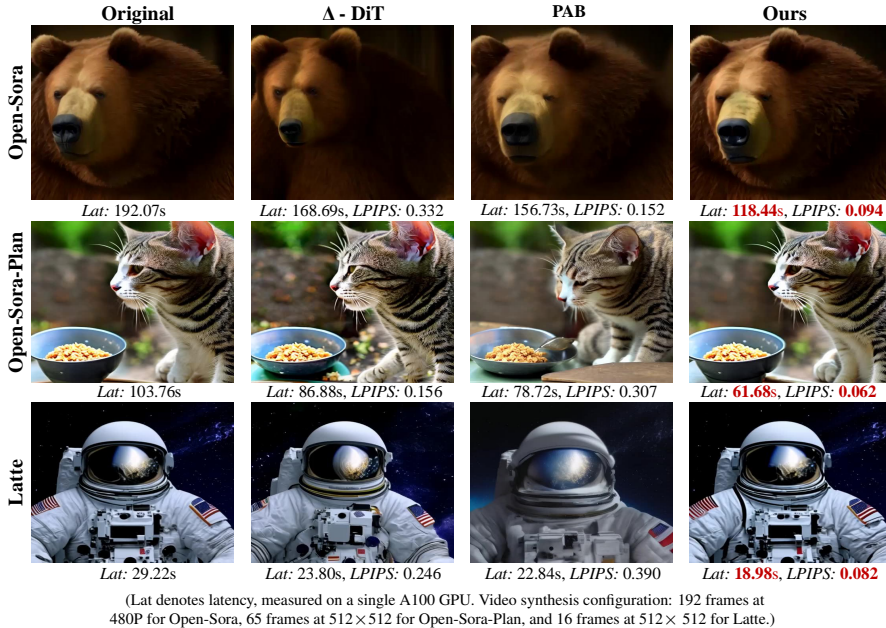 Original Δ - DiT PAB Ours
Open-Sora
Lat: 192.07s Lat: 168.69s, LPIPS: 0.332 Lat: 156.73s, LPIPS: 0.152 Lat: 118.44s, LPIPS: 0.094
Open-Sora-Plan
Lat: 103.76s Lat: 86.88s, LPIPS: 0.156 Lat: 78.72s, LPIPS: 0.307 Lat: 61.68s, LPIPS: 0.062
Latte
Lat: 29.22s Lat: 23.80s, LPIPS: 0.246 Lat: 22.84s, LPIPS: 0.390 Lat: 18.98s, LPIPS: 0.082
(Lat denotes latency, measured on a single A100 GPU. Video synthesis configuration: 192 frames at
480P for Open-Sora, 65 frames at 512×512 for Open-Sora-Plan, and 16 frames at 512× 512 for Latte.)